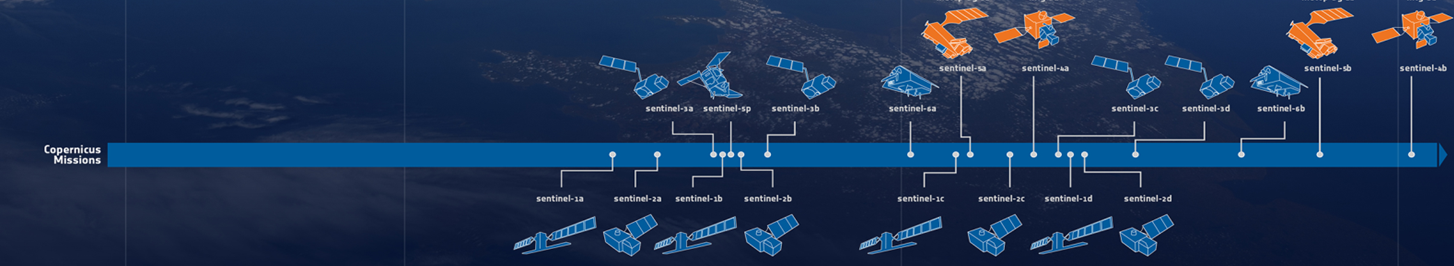 sentinel-5a
sentinel-4a
sentinel-5b
sentinel-4b
sentinel-3a
sentinel-5p
sentinel-3b
sentinel-6a
sentinel-3c
sentinel-3d
sentinel-6b
Copernicus
Missions
sentinel-1a
sentinel-2a
sentinel-1b
sentinel-2b
sentinel-1c
sentinel-2c
sentinel-1d
sentinel-2d